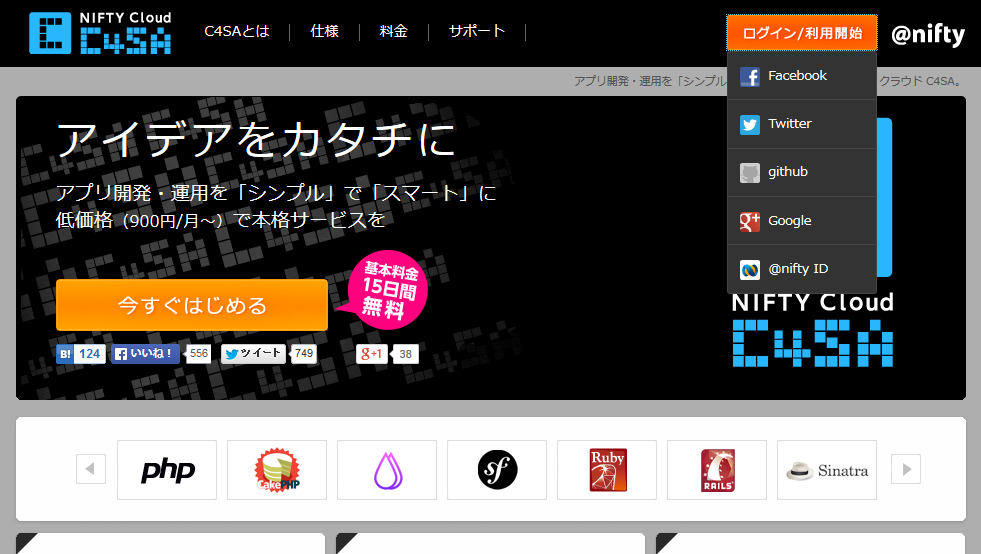 NIFTY Cloud
C4SA
C4SAとは
仕様
料金
サポート
ログイン/利用開始
@nifty
アプリ開発・運用を「シンプル
クラウド C4SA。
Facebook
Twitter
github
Google
@nifty ID
アイデアをカタチに
アプリ開発・運用を「シンプル」で「スマート」に
低価格（900円/月～）で本格サービスを
今すぐはじめる
基本料金
15日間
無料
B! 124
いいね！ 556
ツイート 749
g+1 38
NIFTY Cloud
C4SA
php
CakePHP
sf
Ruby
RAILS
Sinatra